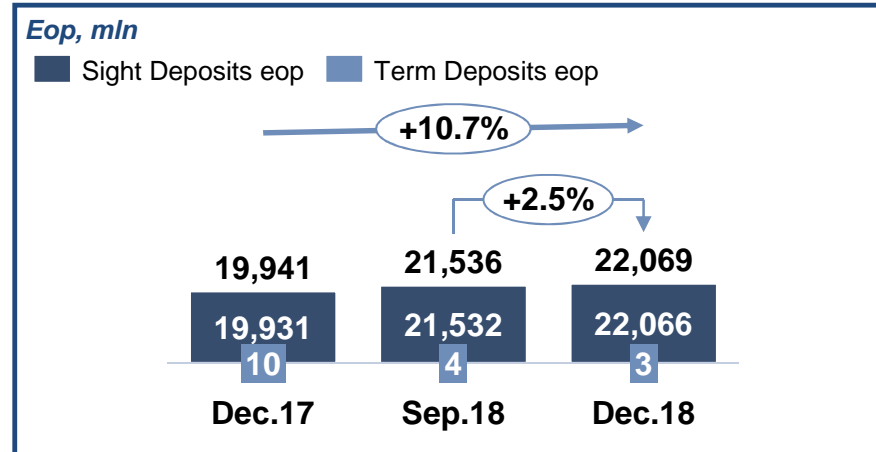 Eop, mln
Sight Deposits eop Term Deposits eop
+10.7%
+2.5%
19,941 21,536 22,069
19,931 21,532 22,066
10 4 3
Dec.17 Sep.18 Dec.18